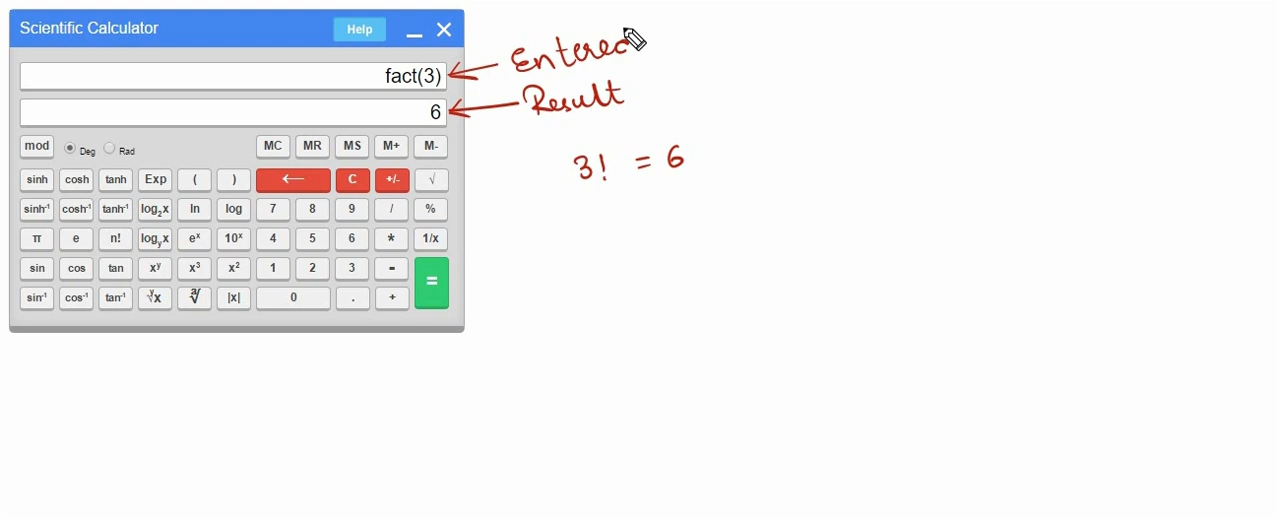 Scientific Calculator Help
fact(3) Entered
6 Result
3! = 6
mod Deg Rad MC MR MS M+ M-
sinh cosh tanh Exp ( ) ← C +/- √
sinh⁻¹ cosh⁻¹ tanh⁻¹ log₂x ln log 7 8 9 / %
π e n! logᵧx eˣ 10ˣ 4 5 6 * 1/x
sin cos tan xʸ x³ x² 1 2 3 - =
sin⁻¹ cos⁻¹ tan⁻¹ ʸ√x |x| 0 . +